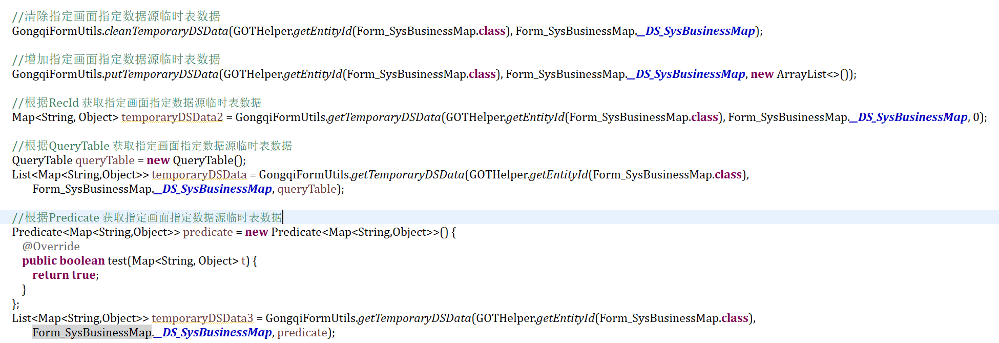 //清除指定画面指定数据源临时表数据
GongqiFormUtils.cleanTemporaryDSData(GOTHelper.getEntityId(Form_SysBusinessMap.class), Form_SysBusinessMap.__DS_SysBusinessMap);
//增加指定画面指定数据源临时表数据
GongqiFormUtils.putTemporaryDSData(GOTHelper.getEntityId(Form_SysBusinessMap.class), Form_SysBusinessMap.__DS_SysBusinessMap, new ArrayList<>());
//根据RecId 获取指定画面指定数据源临时表数据
Map<String, Object> temporaryDSData2 = GongqiFormUtils.getTemporaryDSData(GOTHelper.getEntityId(Form_SysBusinessMap.class), Form_SysBusinessMap.__DS_SysBusinessMap, 0);
//根据QueryTable 获取指定画面指定数据源临时表数据
QueryTable queryTable = new QueryTable();
List<Map<String,Object>> temporaryDSData = GongqiFormUtils.getTemporaryDSData(GOTHelper.getEntityId(Form_SysBusinessMap.class),
Form_SysBusinessMap.__DS_SysBusinessMap, queryTable);
//根据Predicate 获取指定画面指定数据源临时表数据
Predicate<Map<String,Object>> predicate = new Predicate<Map<String,Object>>() {
@Override
public boolean test(Map<String, Object> t) {
return true;
}
};
List<Map<String,Object>> temporaryDSData3 = GongqiFormUtils.getTemporaryDSData(GOTHelper.getEntityId(Form_SysBusinessMap.class),
Form_SysBusinessMap.__DS_SysBusinessMap, predicate);